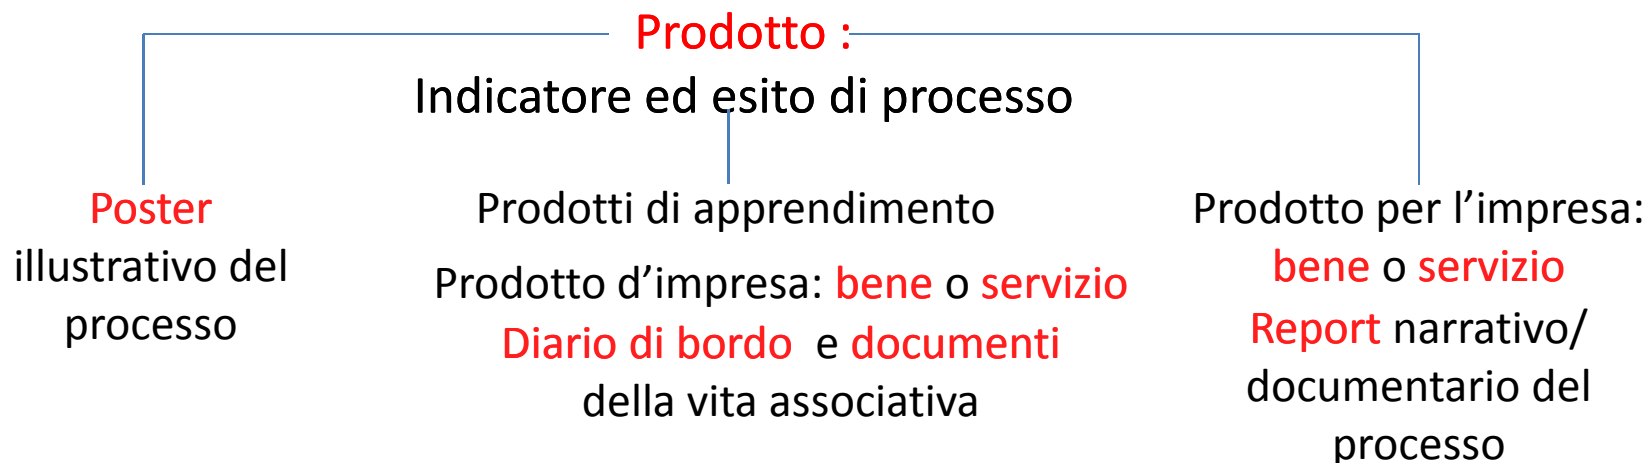 Prodotto :
Indicatore ed esito di processo
Poster
illustrativo del
processo
Prodotti di apprendimento
Prodotto d’impresa: bene o servizio
Diario di bordo e documenti
della vita associativa
Prodotto per l’impresa:
bene o servizio
Report narrativo/
documentario del
processo